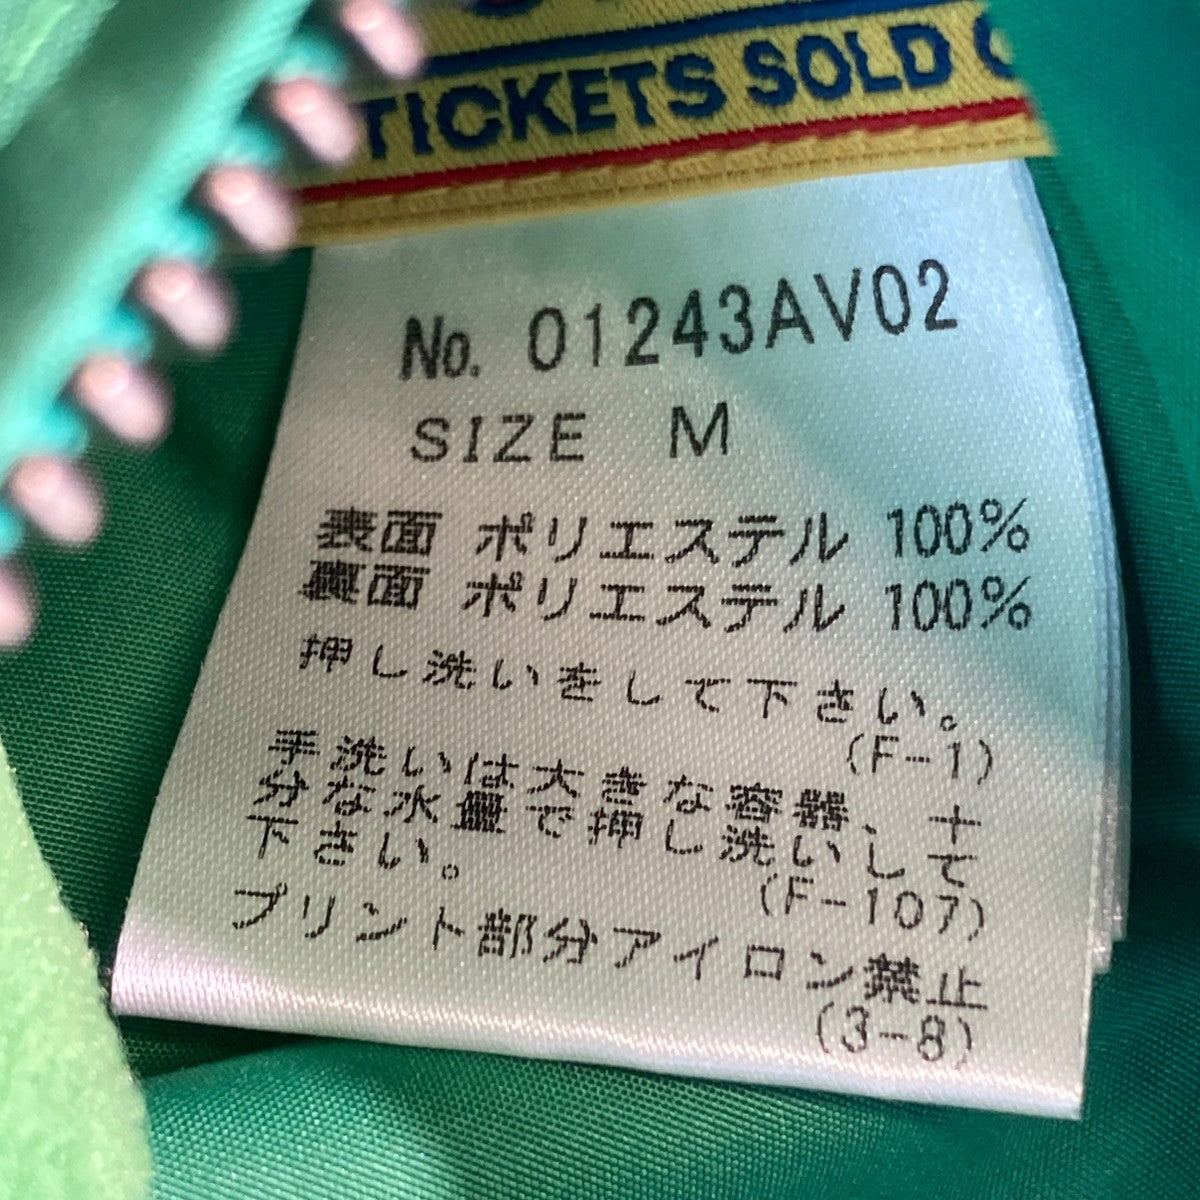 TICKETS SOLD
No. 01243AV02
SIZE M
表面 ポリエステル 100%
裏面 ポリエステル 100%
押し洗いをして下さい。
(F-1)
手洗いは大きな容器、十
分な水量で押し洗いして
下さい。
(F-107)
プリント部分アイロン禁止
(3-8)